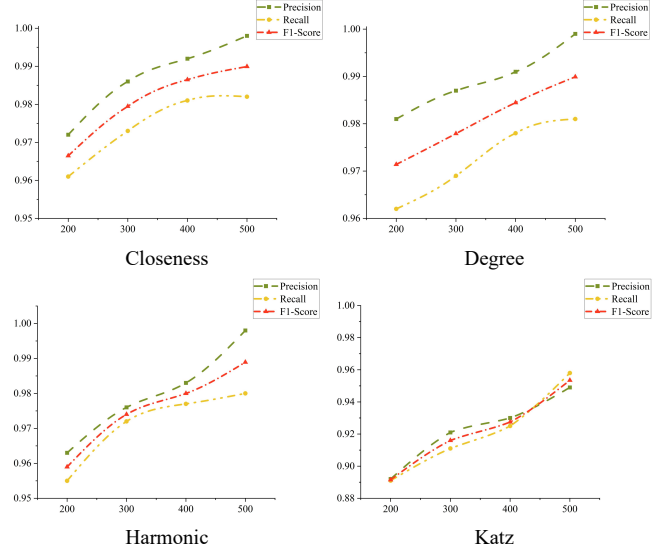 Precision
Recall
F1-Score
1.00
0.99
0.98
0.97
0.96
0.95
200 300 400 500
Closeness
Precision
Recall
F1-Score
1.00
0.99
0.98
0.97
0.96
200 300 400 500
Degree
Precision
Recall
F1-Score
1.00
0.99
0.98
0.97
0.96
0.95
200 300 400 500
Harmonic
Precision
Recall
F1-Score
1.00
0.98
0.96
0.94
0.92
0.90
0.88
200 300 400 500
Katz